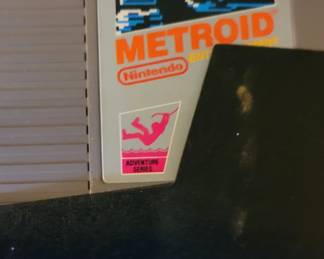 METROID
Nintendo
ADVENTURE
SERIES